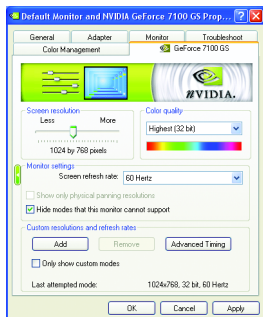 Default Monitor and NVIDIA GeForce 7100 GS Prop...
General Adapter Monitor Troubleshoot
Color Management GeForce 7100 GS
NVIDIA.
Screen resolution
Less More
1024 by 768 pixels
Color quality
Highest (32 bit)
Monitor settings
Screen refresh rate: 60 Hertz
Show only physical panning resolutions
Hide modes that this monitor cannot support
Custom resolutions and refresh rates
Add Remove Advanced Timing
Only show custom modes
Last attempted mode: 1024x768, 32 bit, 60 Hertz
OK Cancel Apply